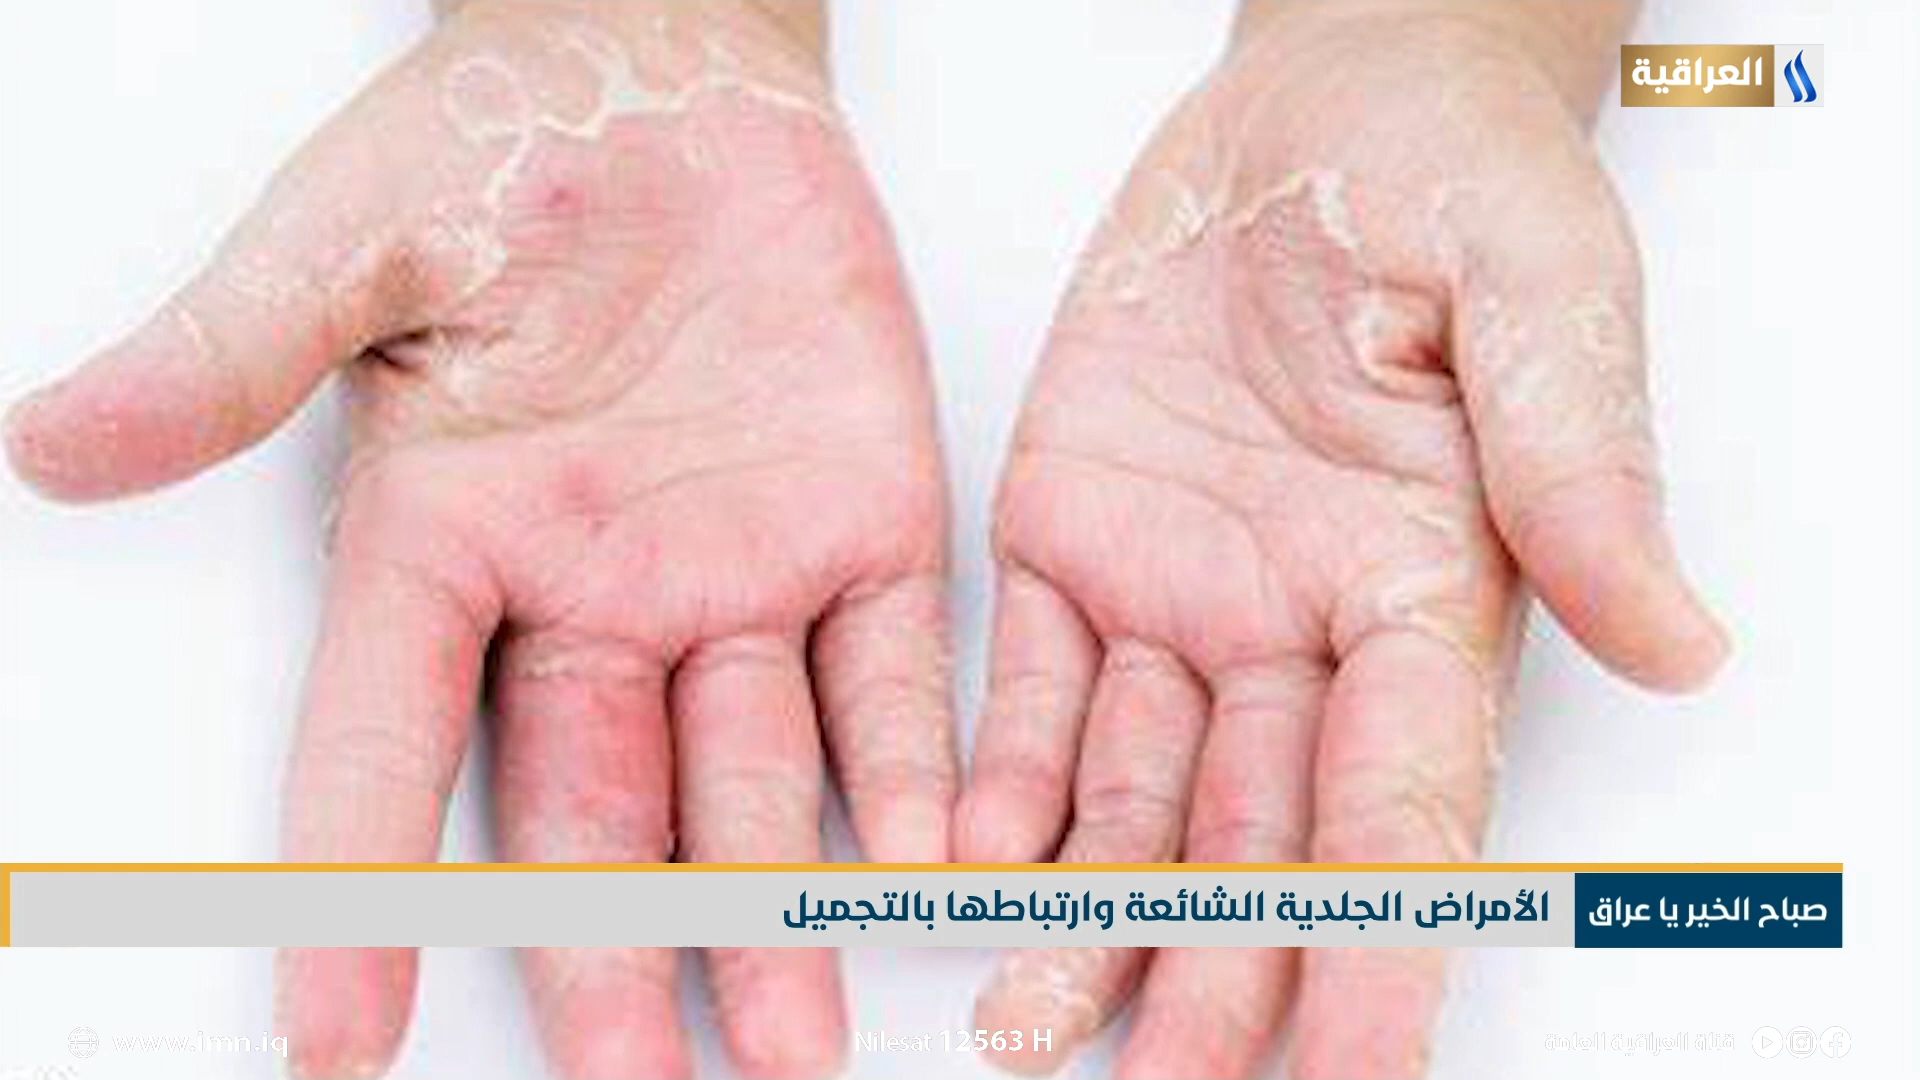 العراقية
صباح الخير يا عراق
الأمراض الجلدية الشائعة وارتباطها بالتجميل
www.imn.iq
Nilesat 12563 H
قناة العراقية العامة